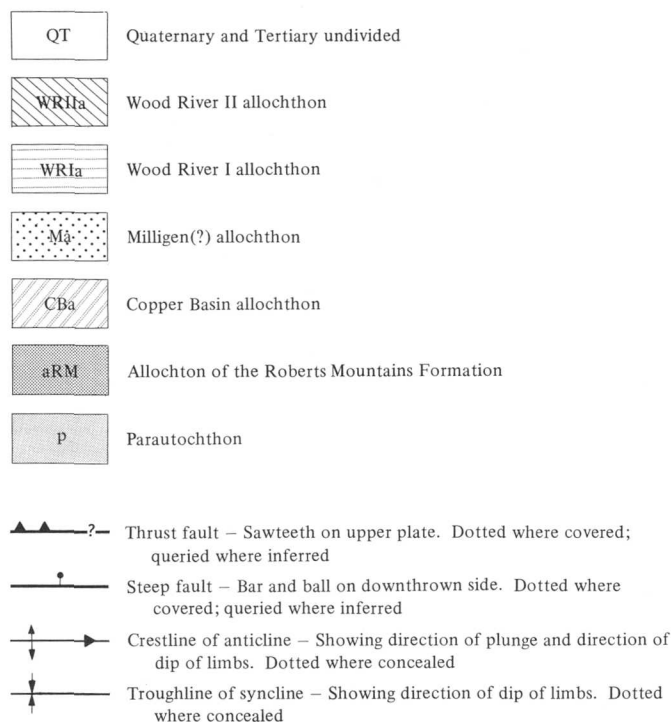 QT Quaternary and Tertiary undivided
WRIIa Wood River II allochthon
WRIa Wood River I allochthon
Ma Milligen(?) allochthon
CBa Copper Basin allochthon
aRM Allochton of the Roberts Mountains Formation
p Parautochthon
? Thrust fault – Sawteeth on upper plate. Dotted where covered;
queried where inferred
Steep fault – Bar and ball on downthrown side. Dotted where
covered; queried where inferred
Crestline of anticline – Showing direction of plunge and direction of
dip of limbs. Dotted where concealed
Troughline of syncline – Showing direction of dip of limbs. Dotted
where concealed